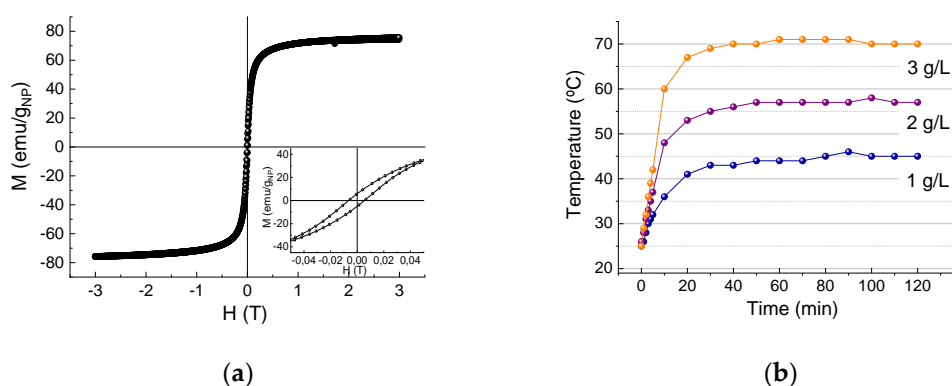 M (emu/g_NP)
80
60
40
20
0
-20
-40
-60
-80
-3 -2 -1 0 1 2 3
H (T)
M (emu/g_NP)
40
20
0
-20
-40
-0,04 -0,02 0,00 0,02 0,04
H (T)
(a)
Temperature (ºC)
70
60
50
40
30
20
3 g/L
2 g/L
1 g/L
0 20 40 60 80 100 120
Time (min)
(b)